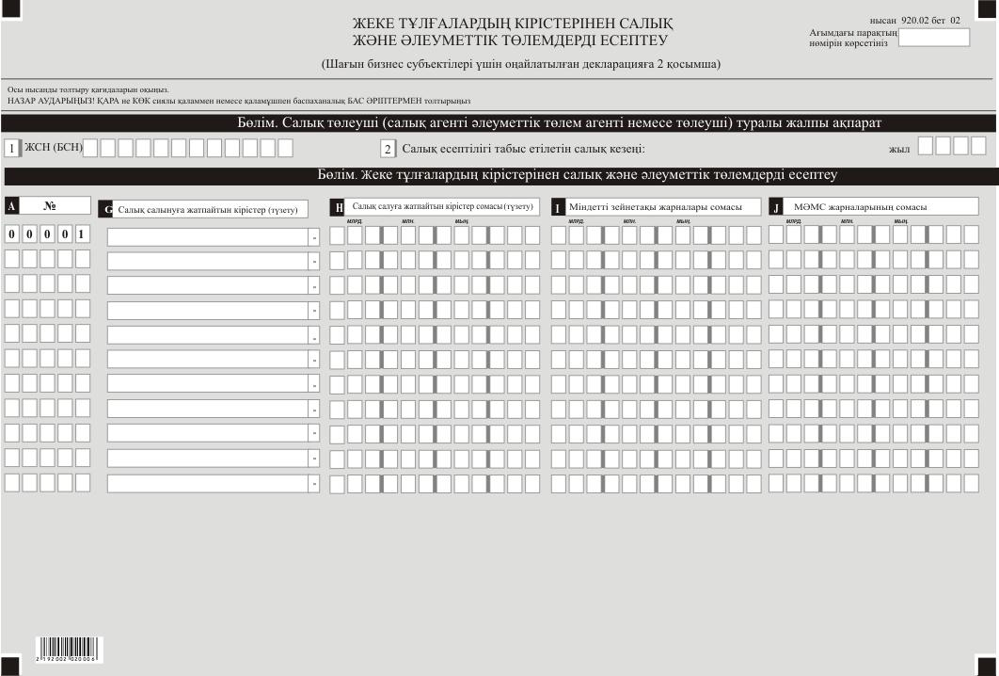 ЖЕКЕ ТҰЛҒАЛАРДЫҢ КІРІСТЕРІНЕН САЛЫҚ
ЖӘНЕ ӘЛЕУМЕТТІК ТӨЛЕМДЕРДІ ЕСЕПТЕУ
(Шағын бизнес субъектілері үшін оңайлатылған декларацияға 2 қосымша)
нысан 920.02 бет 02
Ағымдағы парақтың
нөмірін көрсетіңіз
Осы нысанды толтыру қағидаларын оқыңыз.
НАЗАР АУДАРЫҢЫЗ! ҚАРА не КӨК сиялы қаламмен немесе қаламұшпен баспаханалық БАС ӘРІПТЕРМЕН толтырыңыз
Бөлім. Салық төлеуші (салық агенті әлеуметтік төлем агенті немесе төлеуші) туралы жалпы ақпарат
1 ЖСН (БСН) 2 Салық есептілігі табыс етілетін салық кезеңі: жыл
Бөлім. Жеке тұлғалардың кірістерінен салық және әлеуметтік төлемдерді есептеу
A № G Салық салынуға жатпайтын кірістер (түзету) H Салық салуға жатпайтын кірістер сомасы (түзету) I Міндетті зейнетақы жарналары сомасы J МӘМС жарналарының сомасы
МЛРД. МЛН. МЫҢ. МЛРД. МЛН. МЫҢ. МЛРД. МЛН. МЫҢ.
0 0 0 0 1
2192002020006